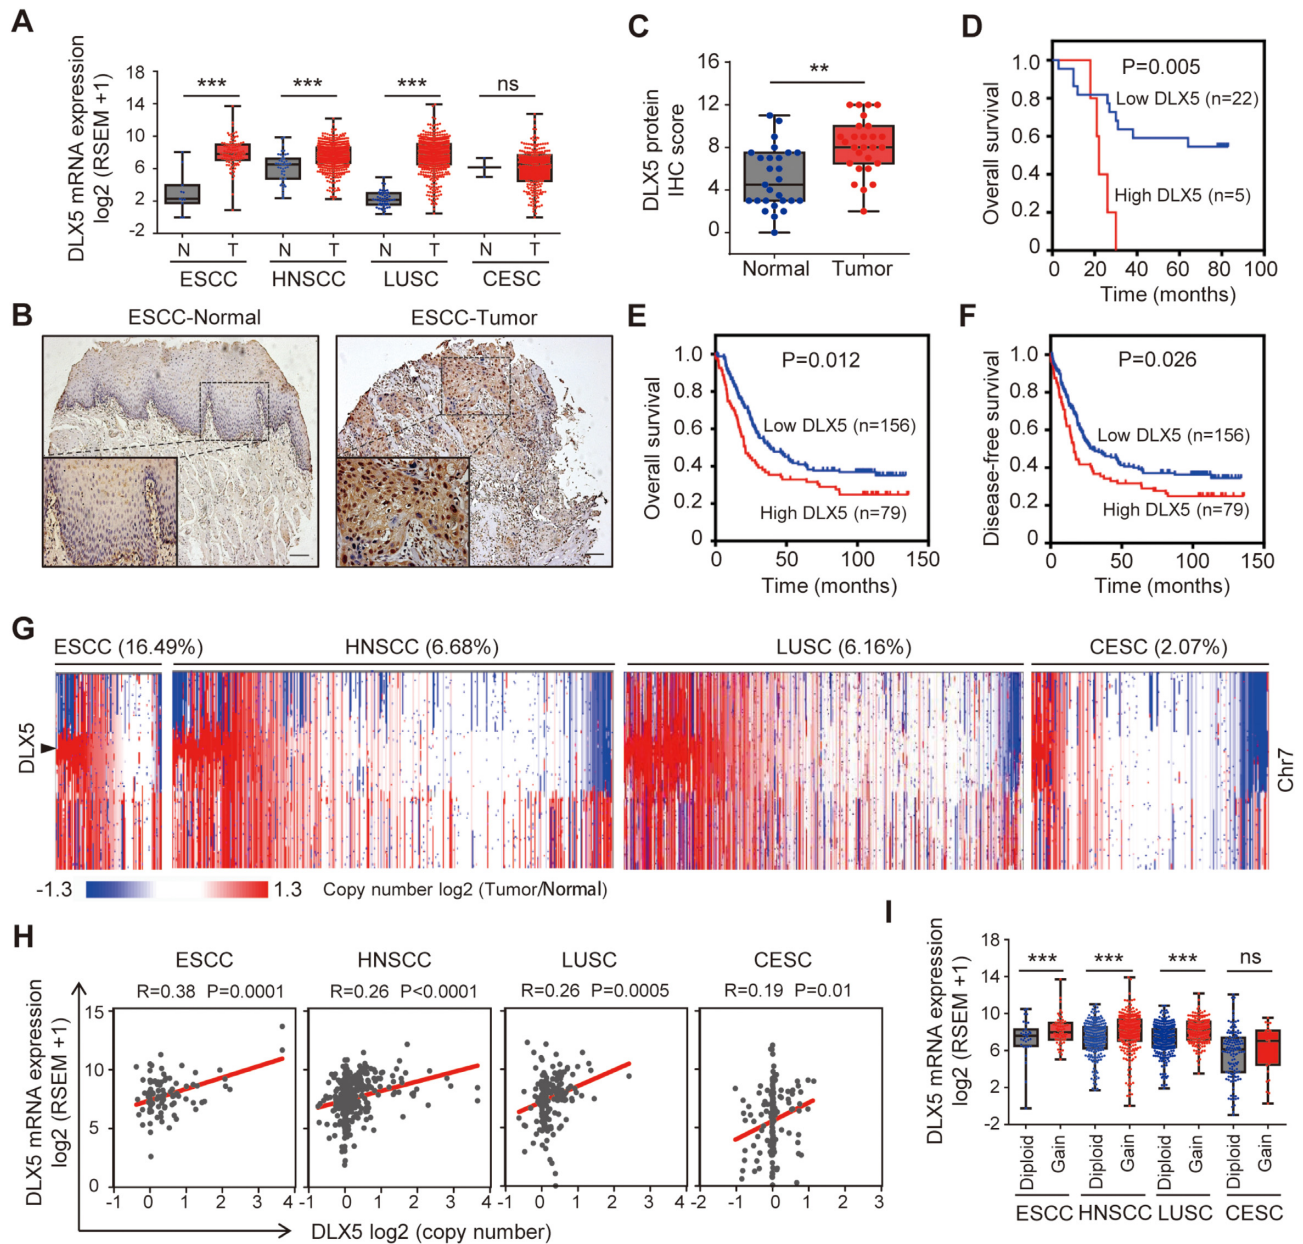 A
DLX5 mRNA expression
log2 (RSEM +1)
18
14
10
6
2
-2
***
***
***
ns
N T N T N T N T
ESCC HNSCC LUSC CESC
C
DLX5 protein
IHC score
16
12
8
4
0
**
Normal Tumor
D
Overall survival
1.0
0.8
0.6
0.4
0.2
0
P=0.005
Low DLX5 (n=22)
High DLX5 (n=5)
0 20 40 60 80 100
Time (months)
B
ESCC-Normal
ESCC-Tumor
E
Overall survival
1.0
0.8
0.6
0.4
0.2
0
P=0.012
Low DLX5 (n=156)
High DLX5 (n=79)
0 50 100 150
Time (months)
F
Disease-free survival
1.0
0.8
0.6
0.4
0.2
0
P=0.026
Low DLX5 (n=156)
High DLX5 (n=79)
0 50 100 150
Time (months)
G
ESCC (16.49%)
HNSCC (6.68%)
LUSC (6.16%)
CESC (2.07%)
DLX5
Chr7
-1.3 1.3 Copy number log2 (Tumor/Normal)
H
DLX5 mRNA expression
log2 (RSEM +1)
ESCC HNSCC LUSC CESC
R=0.38 P=0.0001
R=0.26 P<0.0001
R=0.26 P=0.0005
R=0.19 P=0.01
15
10
5
0
-1 0 1 2 3 4
-1 0 1 2 3 4
-1 0 1 2 3 4
-2 -1 0 1 2 3
DLX5 log2 (copy number)
I
DLX5 mRNA expression
log2 (RSEM +1)
18
14
10
6
2
-2
***
***
***
ns
Diploid Gain Diploid Gain Diploid Gain Diploid Gain
ESCC HNSCC LUSC CESC